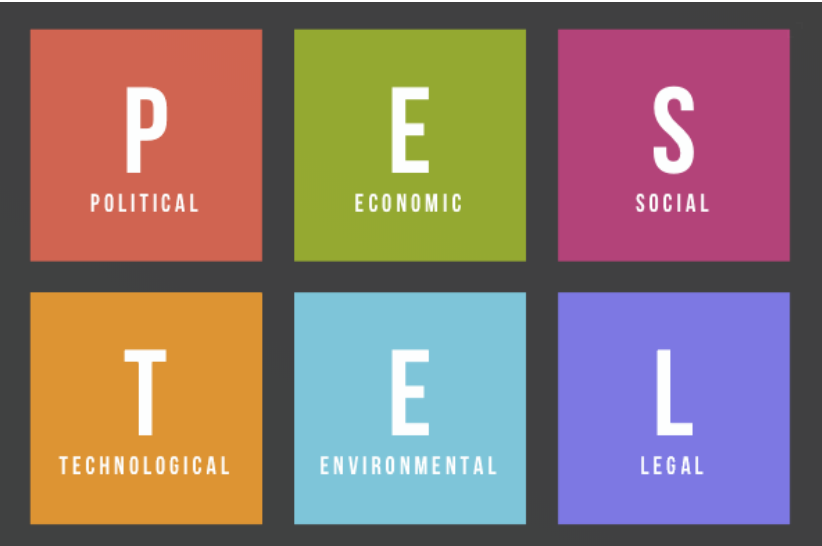 P E S
POLITICAL ECONOMIC SOCIAL
T E L
TECHNOLOGICAL ENVIRONMENTAL LEGAL